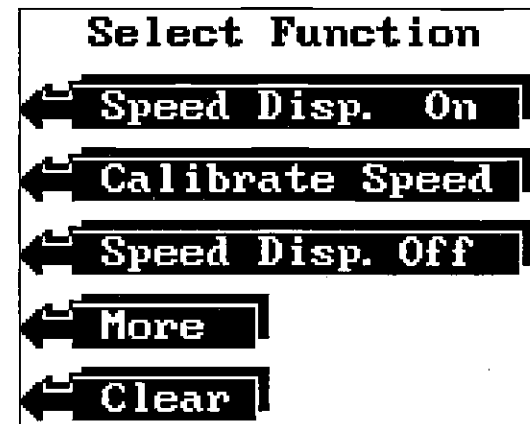 Select Function
Speed Disp. On
Calibrate Speed
Speed Disp. Off
More
Clear